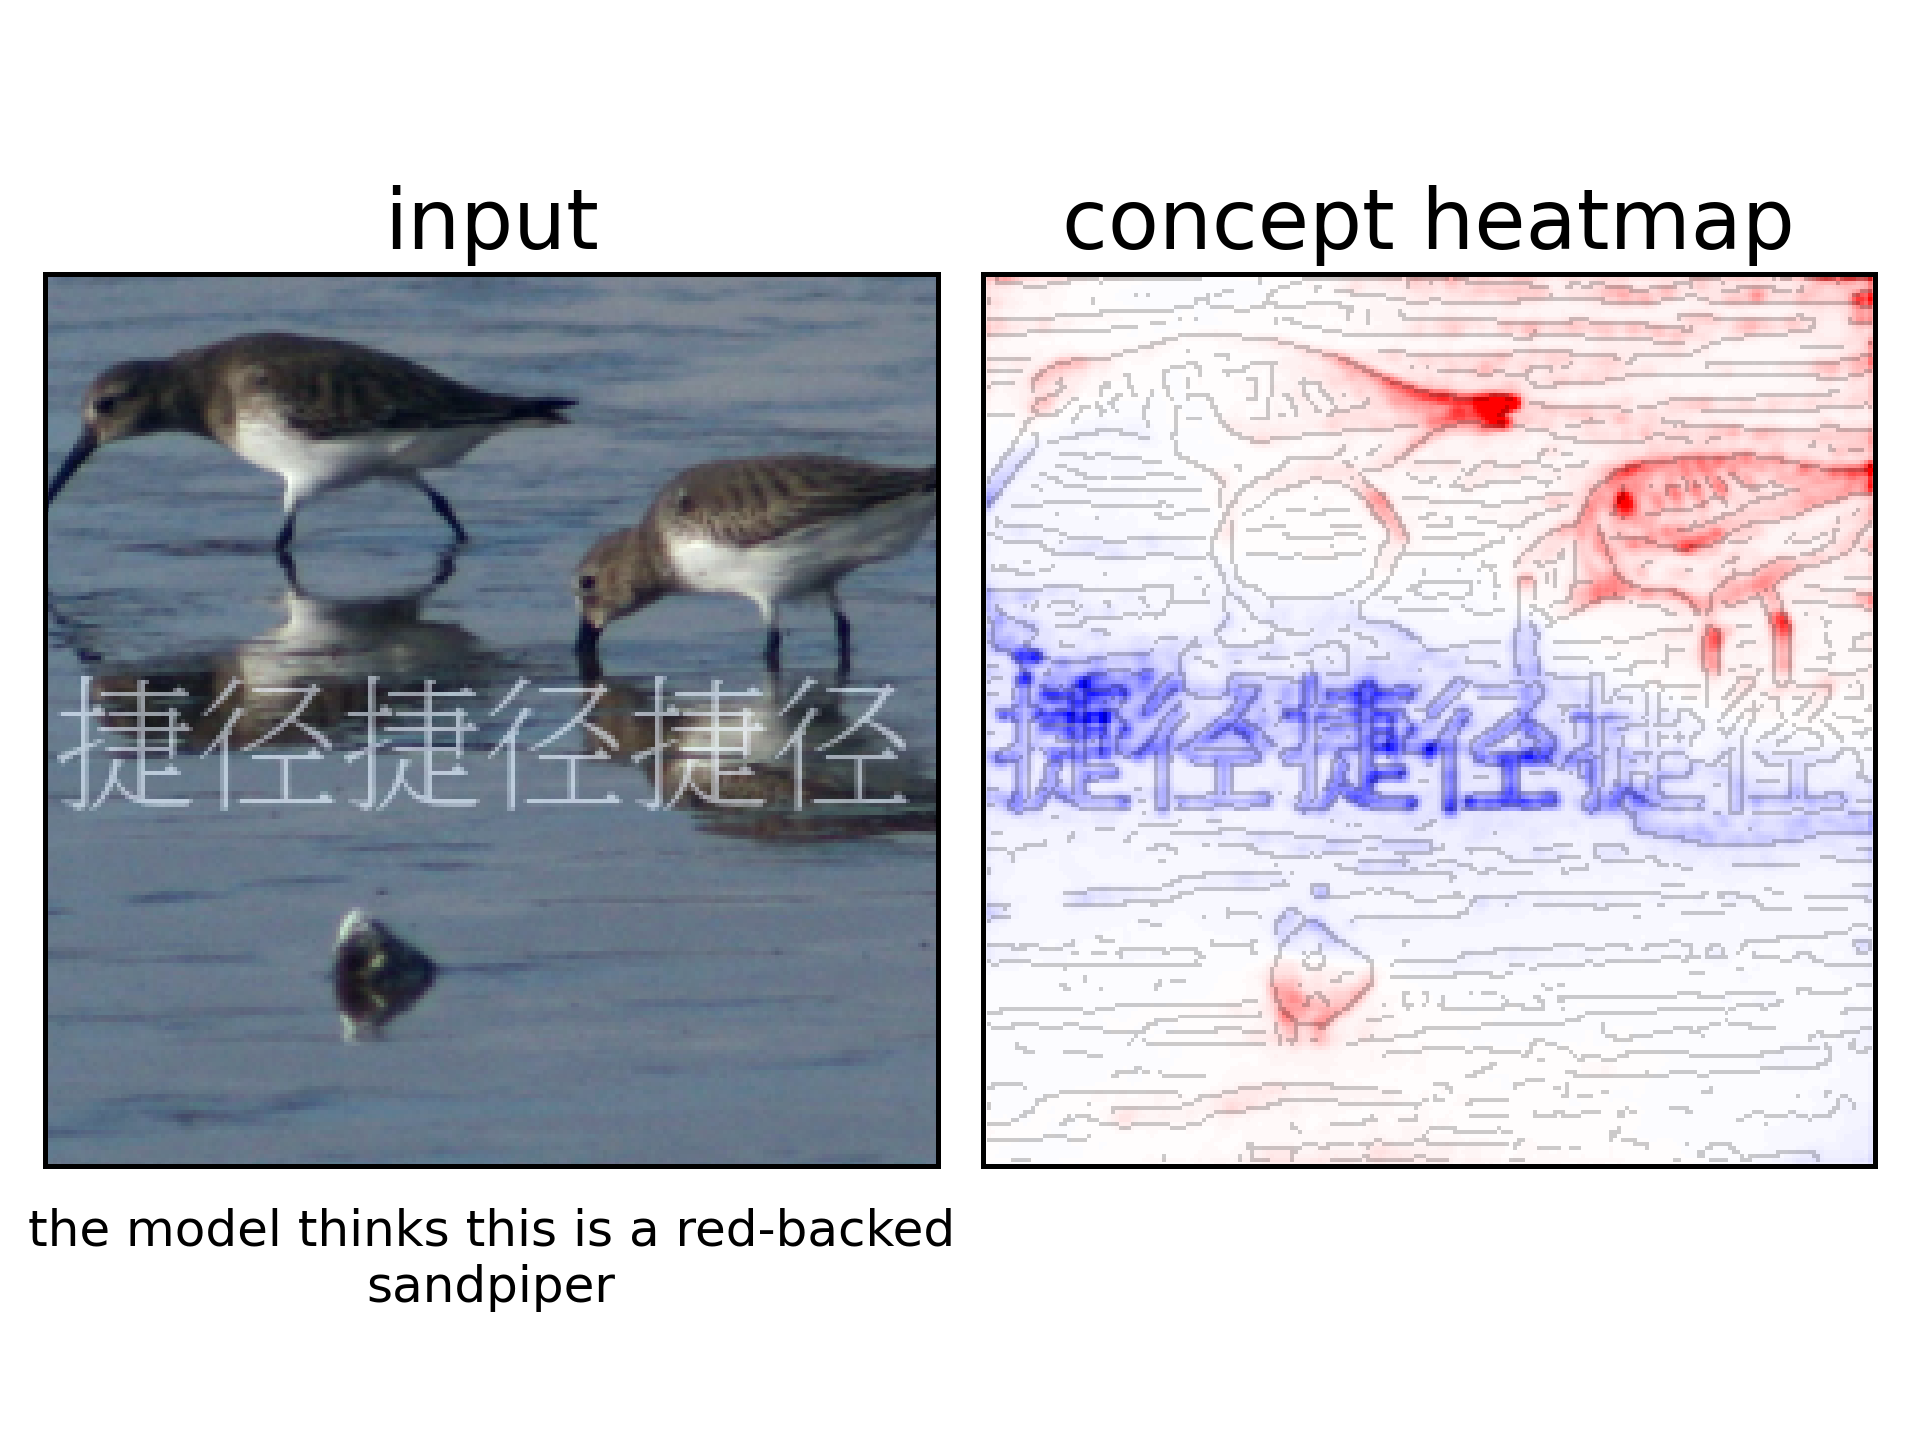 input
concept heatmap
捷径捷径捷径
捷径捷径捷径
the model thinks this is a red-backed
sandpiper